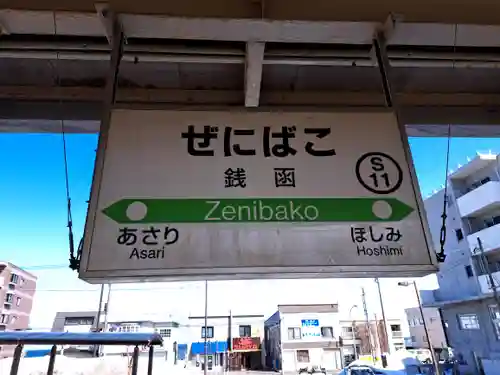 ぜにばこ
銭函
S
11
Zenibako
あさり ほしみ
Asari Hoshimi